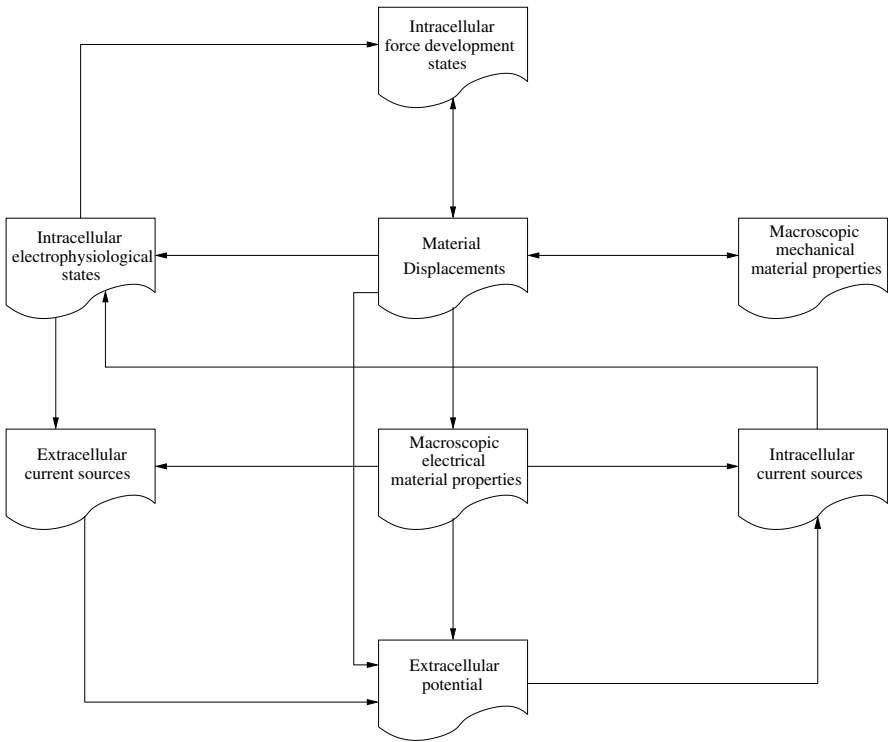 Intracellular
force development
states
Intracellular
electrophysiological
states
Material
Displacements
Macroscopic
mechanical
material properties
Extracellular
current sources
Macroscopic
electrical
material properties
Intracellular
current sources
Extracellular
potential